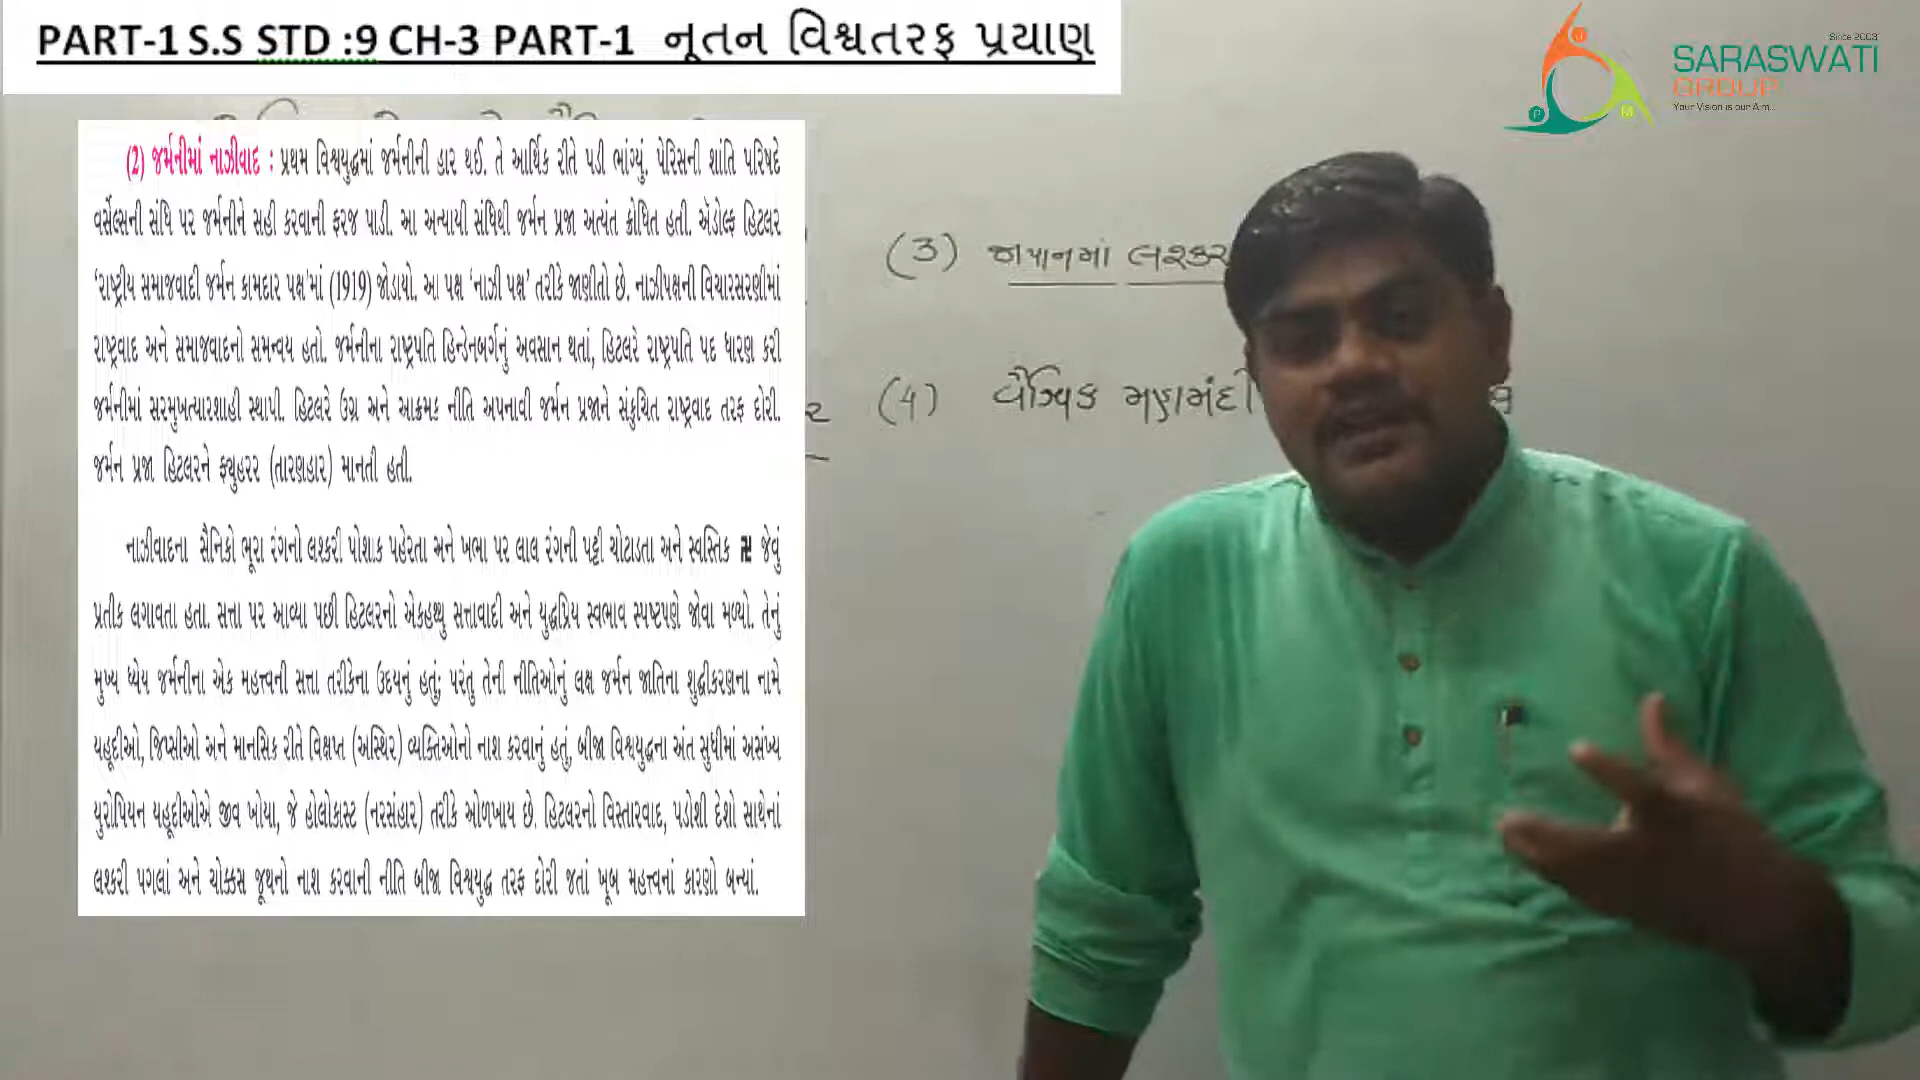 PART-1 S.S STD :9 CH-3 PART-1 નૂતન વિશ્વતરફ પ્રયાણ
Since 2003
SARASWATI
GROUP
Your Vision is our Aim...
P
M
(2) જર્મનીમાં નાઝીવાદ : પ્રથમ વિશ્વયુદ્ધમાં જર્મનીની હાર થઈ. તે આર્થિક રીતે પડી ભાંગ્યું. પેરિસની શાંતિ પરિષદે
વર્સેલ્સની સંધિ પર જર્મનીને સહી કરવાની ફરજ પાડી. આ અન્યાયી સંધિથી જર્મન પ્રજા અત્યંત ક્રોધિત હતી. ઍડોલ્ફ હિટલર
‘રાષ્ટ્રીય સમાજવાદી જર્મન કામદાર પક્ષ’માં (1919) જોડાયો. આ પક્ષ ‘નાઝી પક્ષ’ તરીકે જાણીતો છે. નાઝીપક્ષની વિચારસરણીમાં
રાષ્ટ્રવાદ અને સમાજવાદનો સમન્વય હતો. જર્મનીના રાષ્ટ્રપતિ હિન્ડેનબર્ગનું અવસાન થતાં, હિટલરે રાષ્ટ્રપતિ પદ ધારણ કરી
જર્મનીમાં સરમુખત્યારશાહી સ્થાપી. હિટલરે ઉગ્ર અને આક્રમક નીતિ અપનાવી જર્મન પ્રજાને સંકુચિત રાષ્ટ્રવાદ તરફ દોરી.
જર્મન પ્રજા હિટલરને ફ્યુહરર (તારણહાર) માનતી હતી.
નાઝીવાદના સૈનિકો ભૂરા રંગનો લશ્કરી પોશાક પહેરતા અને ખભા પર લાલ રંગની પટ્ટી ચોટાડતા અને સ્વસ્તિક 卍 જેવું
પ્રતીક લગાવતા હતા. સત્તા પર આવ્યા પછી હિટલરનો એકહથ્થુ સત્તાવાદી અને યુદ્ધપ્રિય સ્વભાવ સ્પષ્ટપણે જોવા મળ્યો. તેનું
મુખ્ય ધ્યેય જર્મનીના એક મહત્ત્વની સત્તા તરીકેના ઉદયનું હતું; પરંતુ તેની નીતિઓનું લક્ષ જર્મન જાતિના શુદ્ધીકરણના નામે
યહૂદીઓ, જિપ્સીઓ અને માનસિક રીતે વિક્ષપ્ત (અસ્થિર) વ્યક્તિઓનો નાશ કરવાનું હતું, બીજા વિશ્વયુદ્ધના અંત સુધીમાં અસંખ્ય
યુરોપિયન યહૂદીઓએ જીવ ખોયા, જે હોલોકાસ્ટ (નરસંહાર) તરીકે ઓળખાય છે. હિટલરનો વિસ્તારવાદ, પડોશી દેશો સાથેનાં
લશ્કરી પગલાં અને ચોક્કસ જૂથનો નાશ કરવાની નીતિ બીજા વિશ્વયુદ્ધ તરફ દોરી જતાં ખૂબ મહત્ત્વનાં કારણો બન્યાં.
(3) જાપાનમાં લશ્કર
(4) વૈશ્વિક મહામંદી